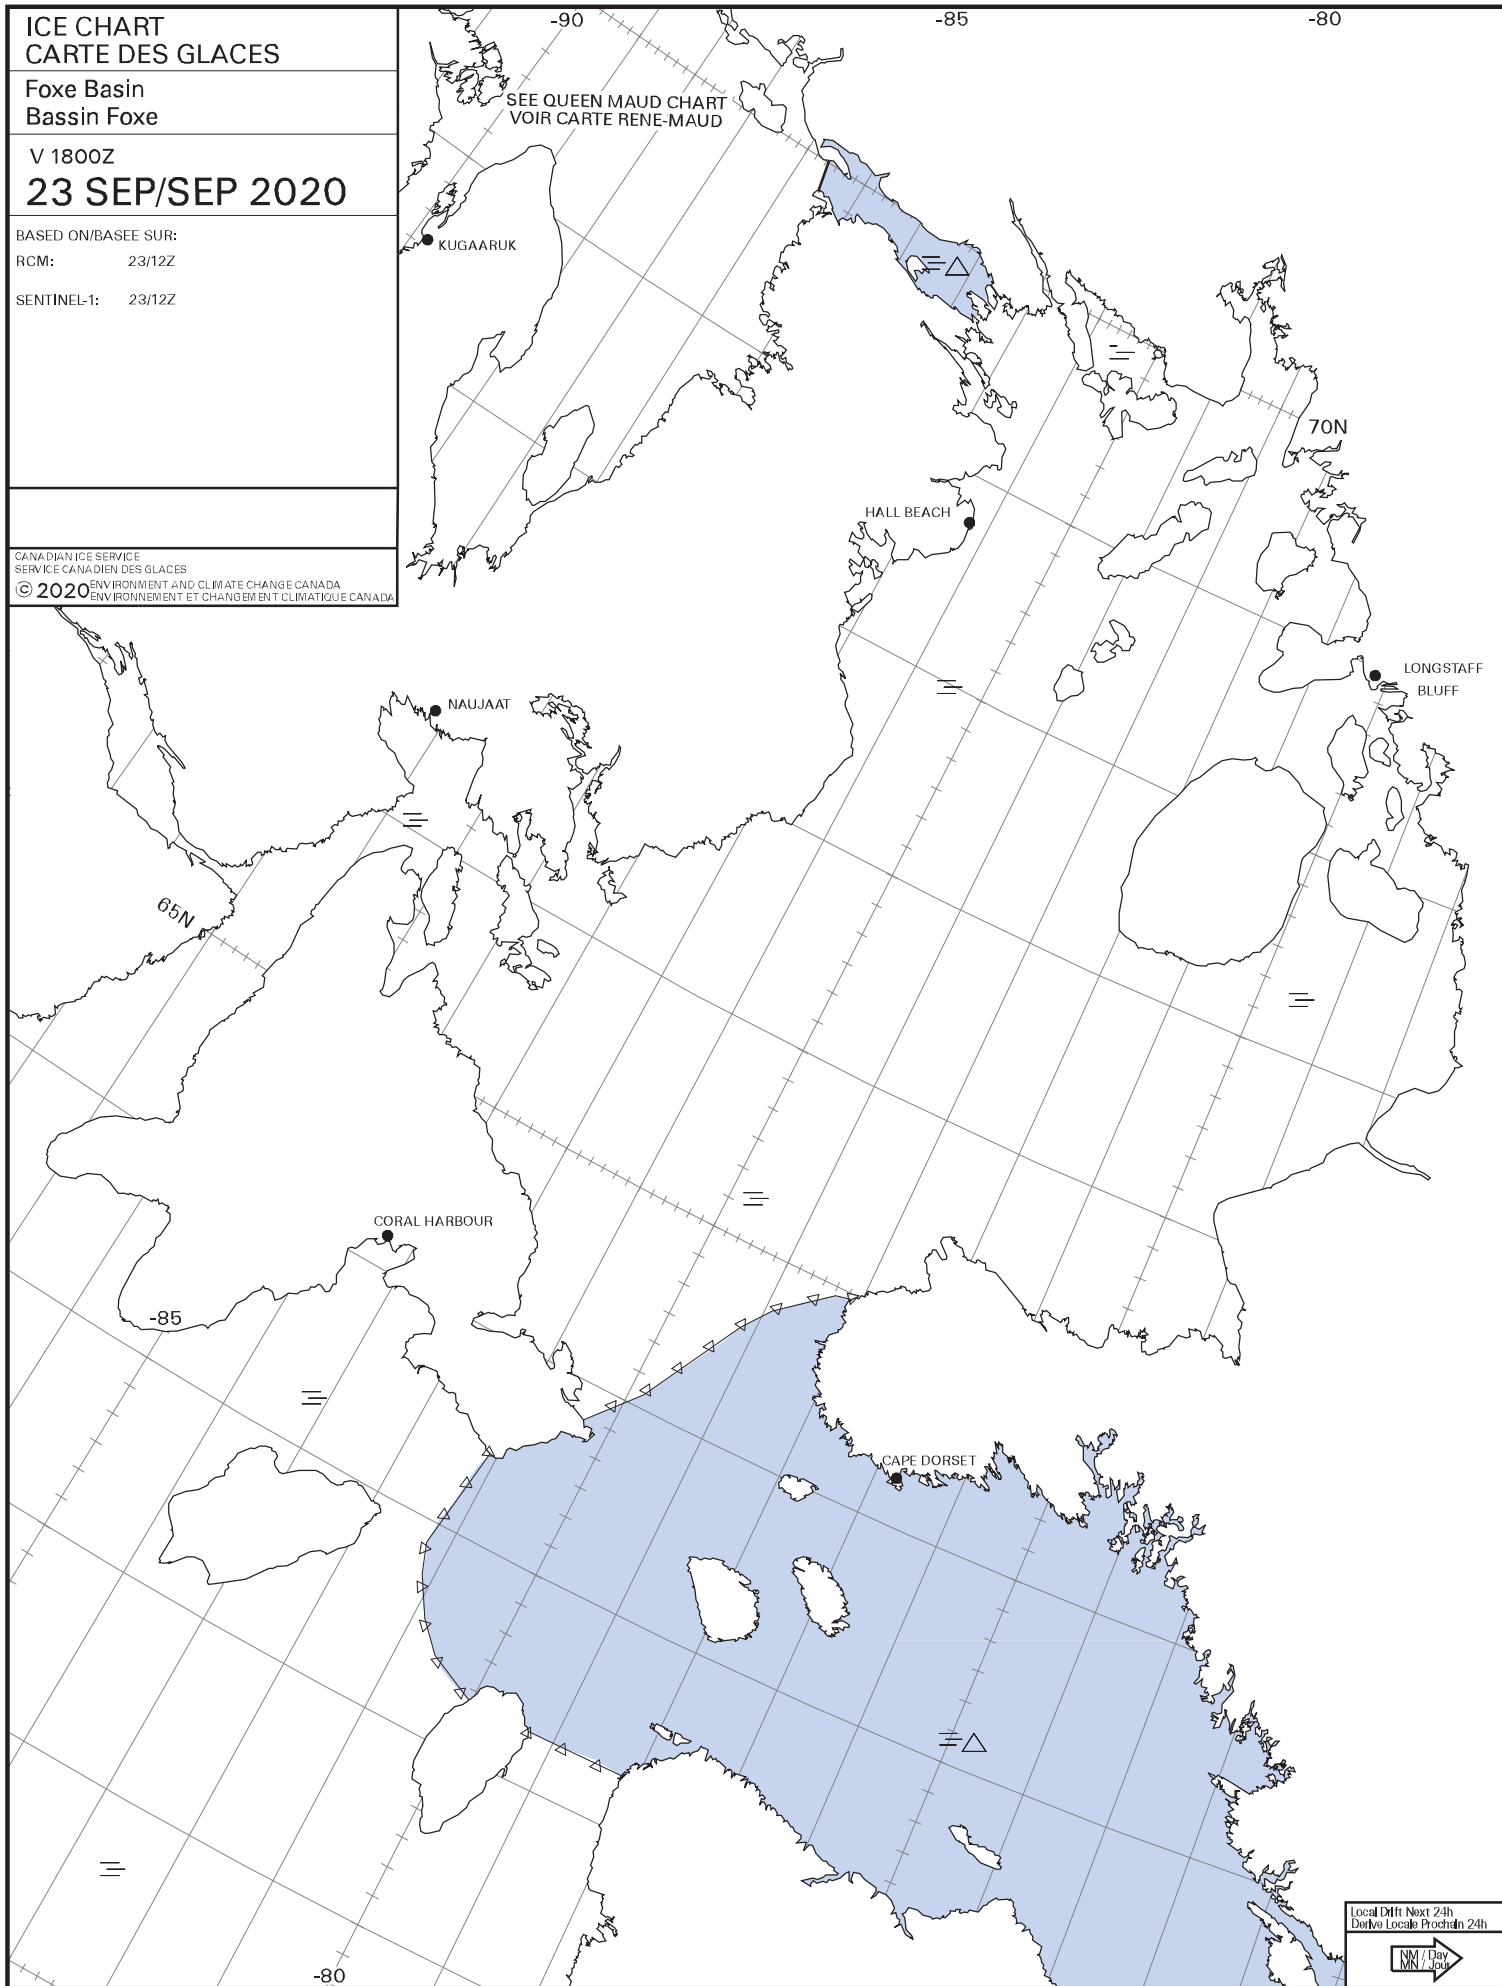 ICE CHART
CARTE DES GLACES
Foxe Basin
Bassin Foxe
V 1800Z
23 SEP/SEP 2020
BASED ON/BASEE SUR:
RCM: 23/12Z
SENTINEL-1: 23/12Z
CANADIAN ICE SERVICE
SERVICE CANADIEN DES GLACES
© 2020 ENVIRONMENT AND CLIMATE CHANGE CANADA
ENVIRONNEMENT ET CHANGEMENT CLIMATIQUE CANADA
-90
-85
-80
SEE QUEEN MAUD CHART
VOIR CARTE RENE-MAUD
KUGAARUK
70N
HALL BEACH
LONGSTAFF
BLUFF
NAUJAAT
65N
CORAL HARBOUR
-85
CAPE DORSET
-80
Local Drift Next 24h
Derive Locale Prochain 24h
NM / Day
MN / Jour